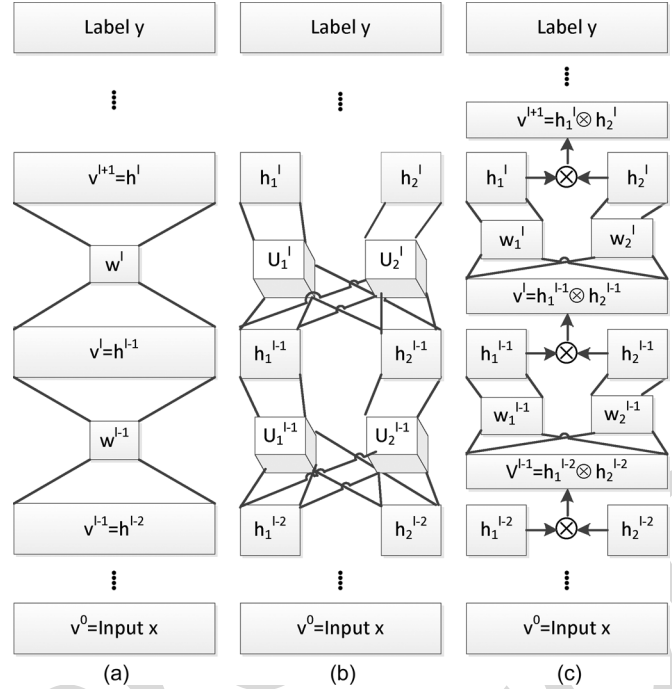 Label y
v^{l+1}=h^l
w^l
v^l=h^{l-1}
w^{l-1}
v^{l-1}=h^{l-2}
v^0=Input x
(a)
Label y
h_1^l h_2^l
U_1^l U_2^l
h_1^{l-1} h_2^{l-1}
U_1^{l-1} U_2^{l-1}
h_1^{l-2} h_2^{l-2}
v^0=Input x
(b)
Label y
v^{l+1}=h_1^l⊗h_2^l
h_1^l ⊗ h_2^l
w_1^l w_2^l
v^l=h_1^{l-1}⊗h_2^{l-1}
h_1^{l-1} ⊗ h_2^{l-1}
w_1^{l-1} w_2^{l-1}
V^{l-1}=h_1^{l-2}⊗h_2^{l-2}
h_1^{l-2} ⊗ h_2^{l-2}
v^0=Input x
(c)